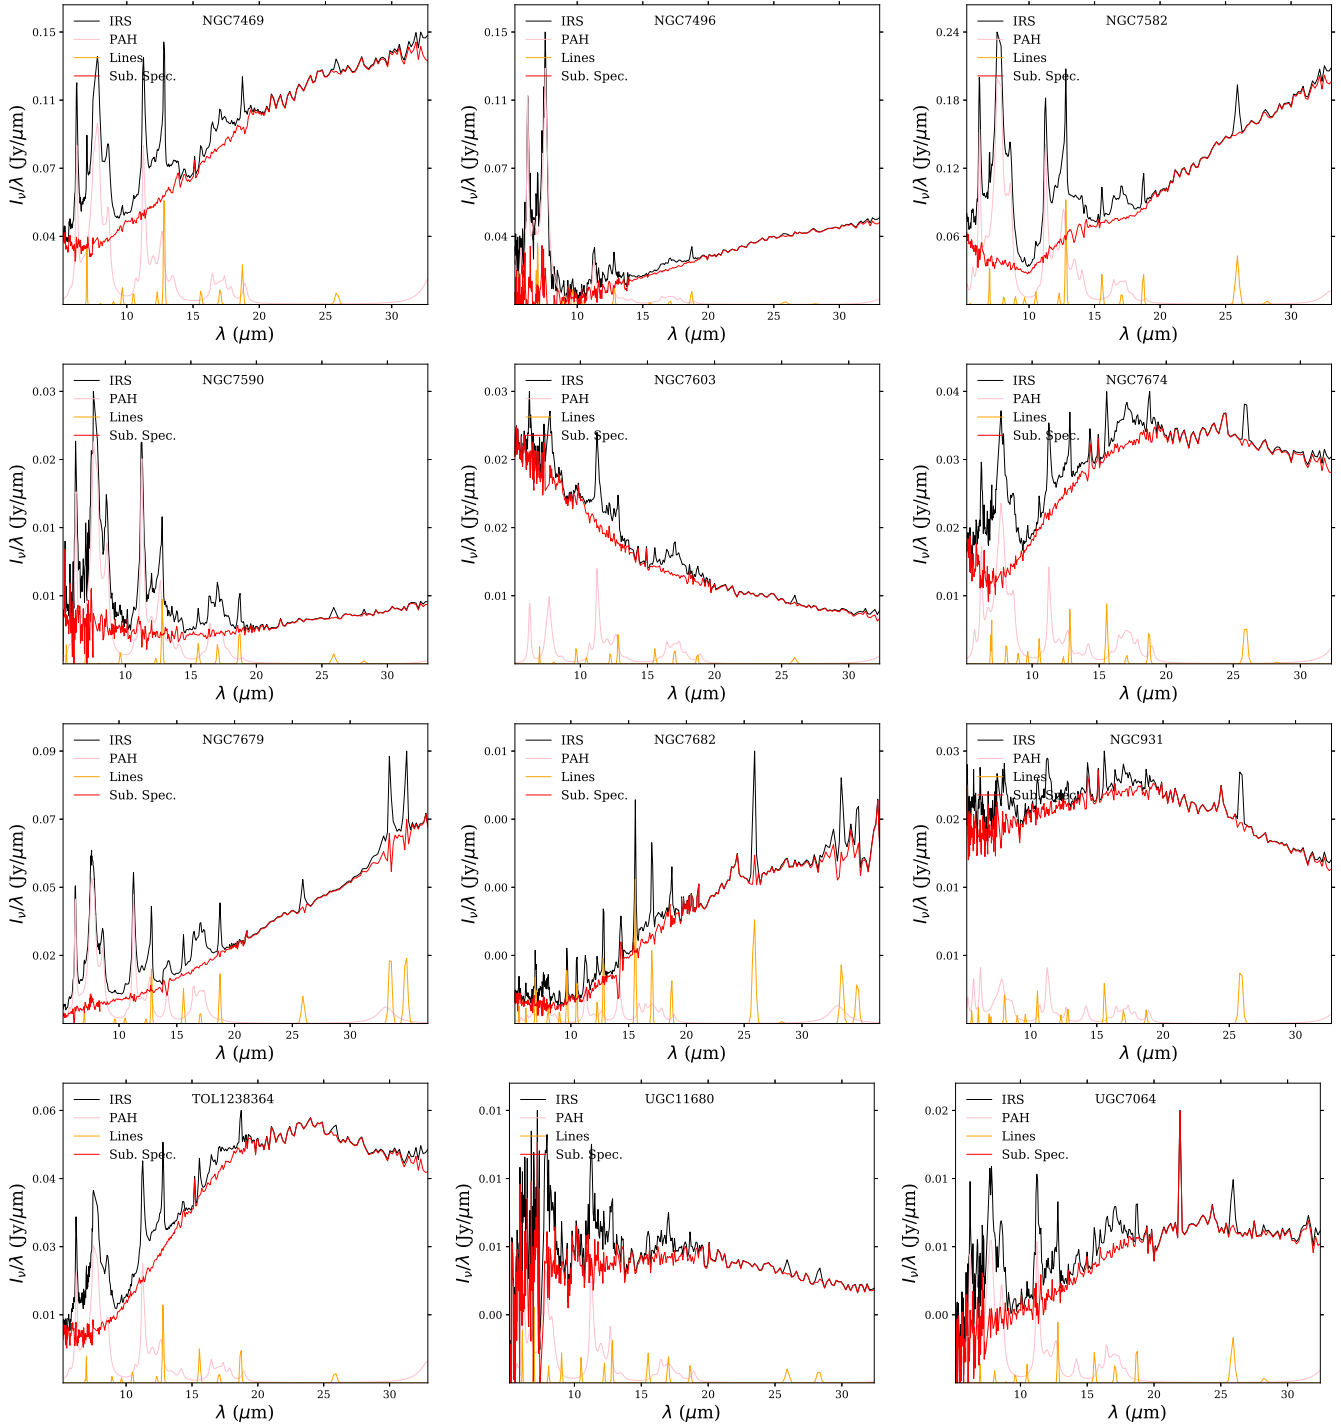 NGC7469
IRS
PAH
Lines
Sub. Spec.
0.15
0.11
0.07
0.04
Iν/λ (Jy/μm)
10 15 20 25 30
λ (μm)
NGC7496
IRS
PAH
Lines
Sub. Spec.
0.15
0.11
0.07
0.04
Iν/λ (Jy/μm)
10 15 20 25 30
λ (μm)
NGC7582
IRS
PAH
Lines
Sub. Spec.
0.24
0.18
0.12
0.06
Iν/λ (Jy/μm)
10 15 20 25 30
λ (μm)
NGC7590
IRS
PAH
Lines
Sub. Spec.
0.03
0.02
0.01
0.01
Iν/λ (Jy/μm)
10 15 20 25 30
λ (μm)
NGC7603
IRS
PAH
Lines
Sub. Spec.
0.03
0.02
0.01
0.01
Iν/λ (Jy/μm)
10 15 20 25 30
λ (μm)
NGC7674
IRS
PAH
Lines
Sub. Spec.
0.04
0.03
0.02
0.01
Iν/λ (Jy/μm)
10 15 20 25 30
λ (μm)
NGC7679
IRS
PAH
Lines
Sub. Spec.
0.09
0.07
0.05
0.02
Iν/λ (Jy/μm)
10 20 30
λ (μm)
NGC7682
IRS
PAH
Lines
Sub. Spec.
0.01
0.00
0.00
0.00
Iν/λ (Jy/μm)
10 15 20 25 30 35
λ (μm)
NGC931
IRS
PAH
Lines
Sub. Spec.
0.03
0.02
0.01
0.01
Iν/λ (Jy/μm)
10 15 20 25 30
λ (μm)
TOL1238364
IRS
PAH
Lines
Sub. Spec.
0.06
0.04
0.03
0.01
Iν/λ (Jy/μm)
10 15 20 25 30
λ (μm)
UGC11680
IRS
PAH
Lines
Sub. Spec.
0.01
0.01
0.01
0.00
Iν/λ (Jy/μm)
10 15 20 25 30
λ (μm)
UGC7064
IRS
PAH
Lines
Sub. Spec.
0.02
0.01
0.01
0.00
Iν/λ (Jy/μm)
10 15 20 25 30
λ (μm)